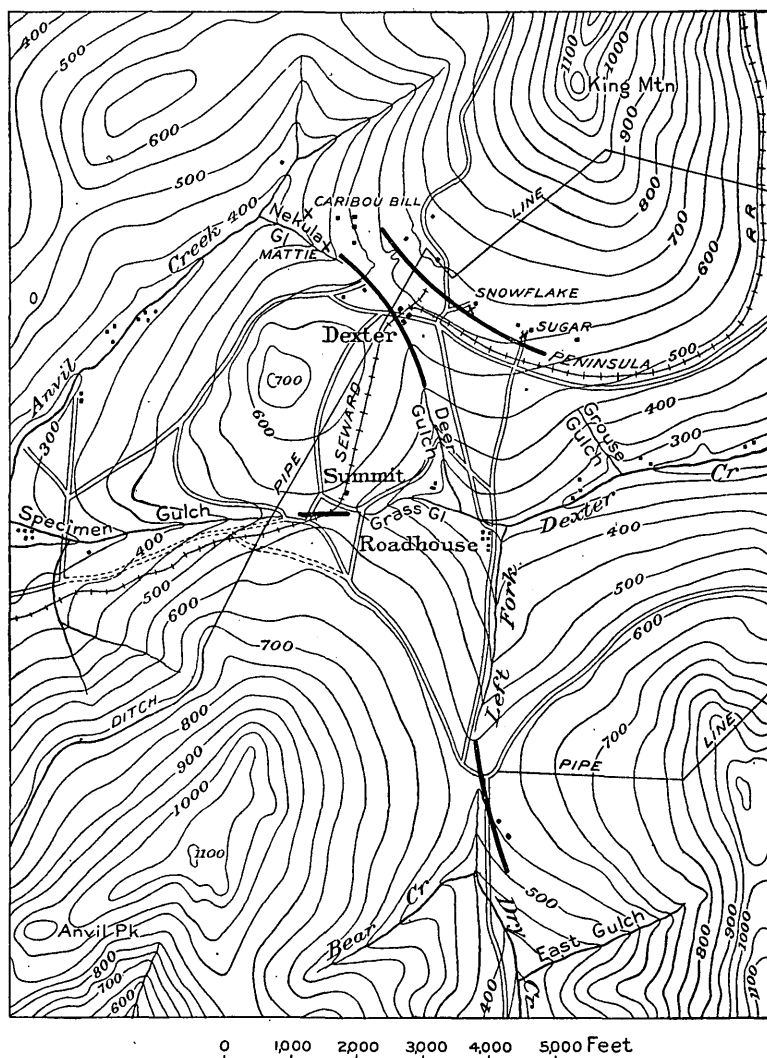 400
500
600
500
1100
1000
King Mtn
900
800
700
600
R R
LINE
CARIBOU BILL
Nekula
Gl
MATTIE
Creek 400
SNOWFLAKE
SUGAR
Dexter
PENINSULA
500
Anvil
700
600
SEWARD
PIPE
300
Gulch
Deer
400
300
Grouse
Gulch
Summit
Cr
Dexter
Specimen Gulch
Grass Gl
Roadhouse
400
500
600
400
500
600
Fork
Left
700
DITCH
800
900
1000
1100
700
PIPE LINE
Anvil Pk
800
700
600
Bear Cr
Dry
Cr
500
East Gulch
400
800
900
1000
1100
0 1,000 2,000 3,000 4,000 5,000 Feet